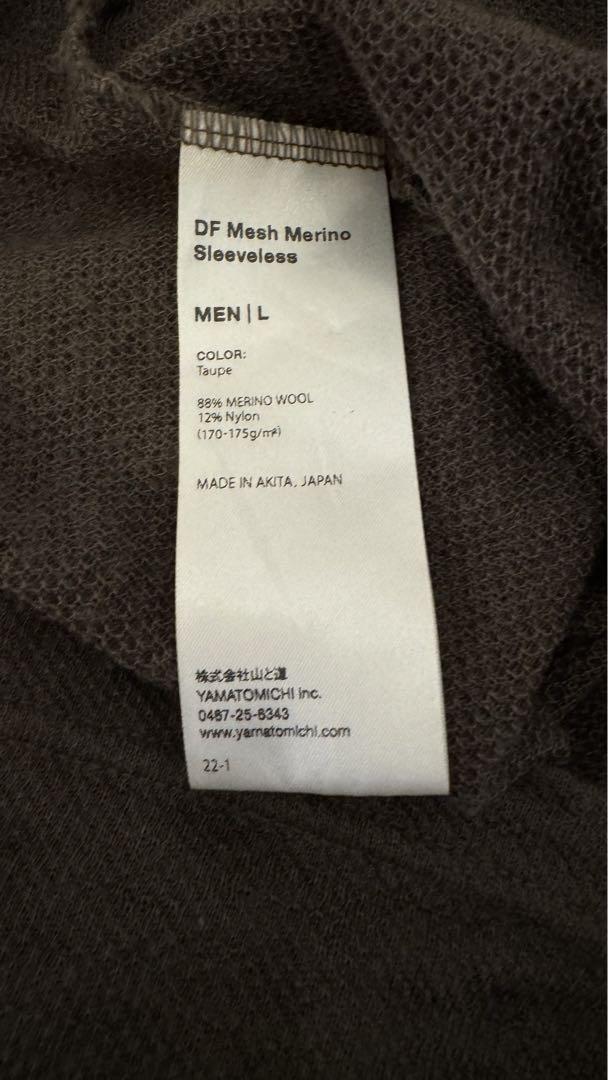 DF Mesh Merino
Sleeveless
MEN | L
COLOR:
Taupe
88% MERINO WOOL
12% Nylon
(170-175g/m²)
MADE IN AKITA, JAPAN
株式会社山と道
YAMATOMICHI Inc.
0467-25-6343
www.yamatomichi.com
22-1